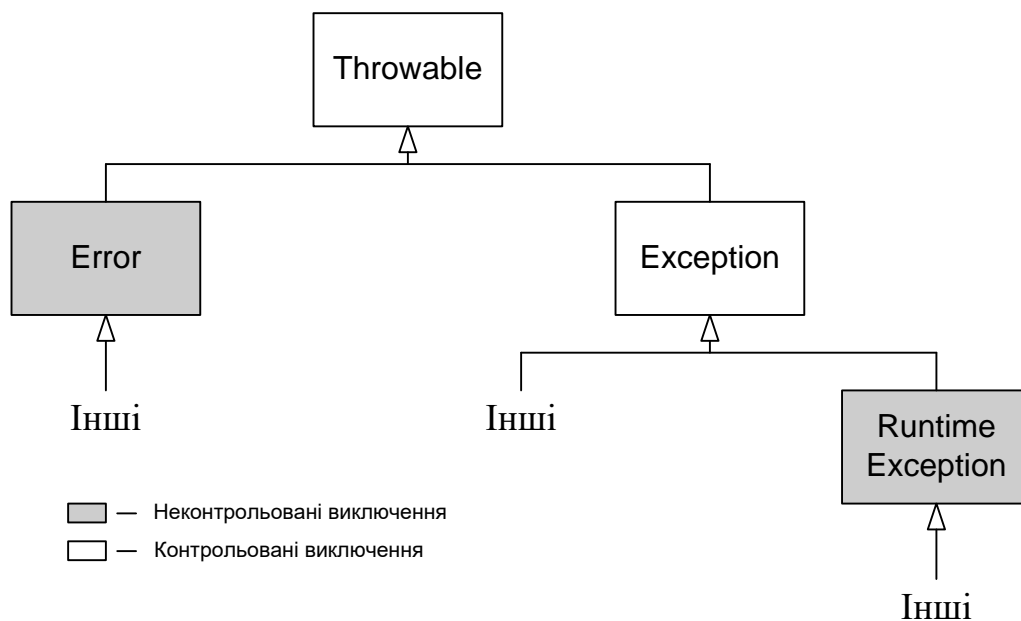 Throwable
Error
Exception
Інші
Інші
Runtime
Exception
— Неконтрольовані виключення
— Контрольовані виключення
Інші